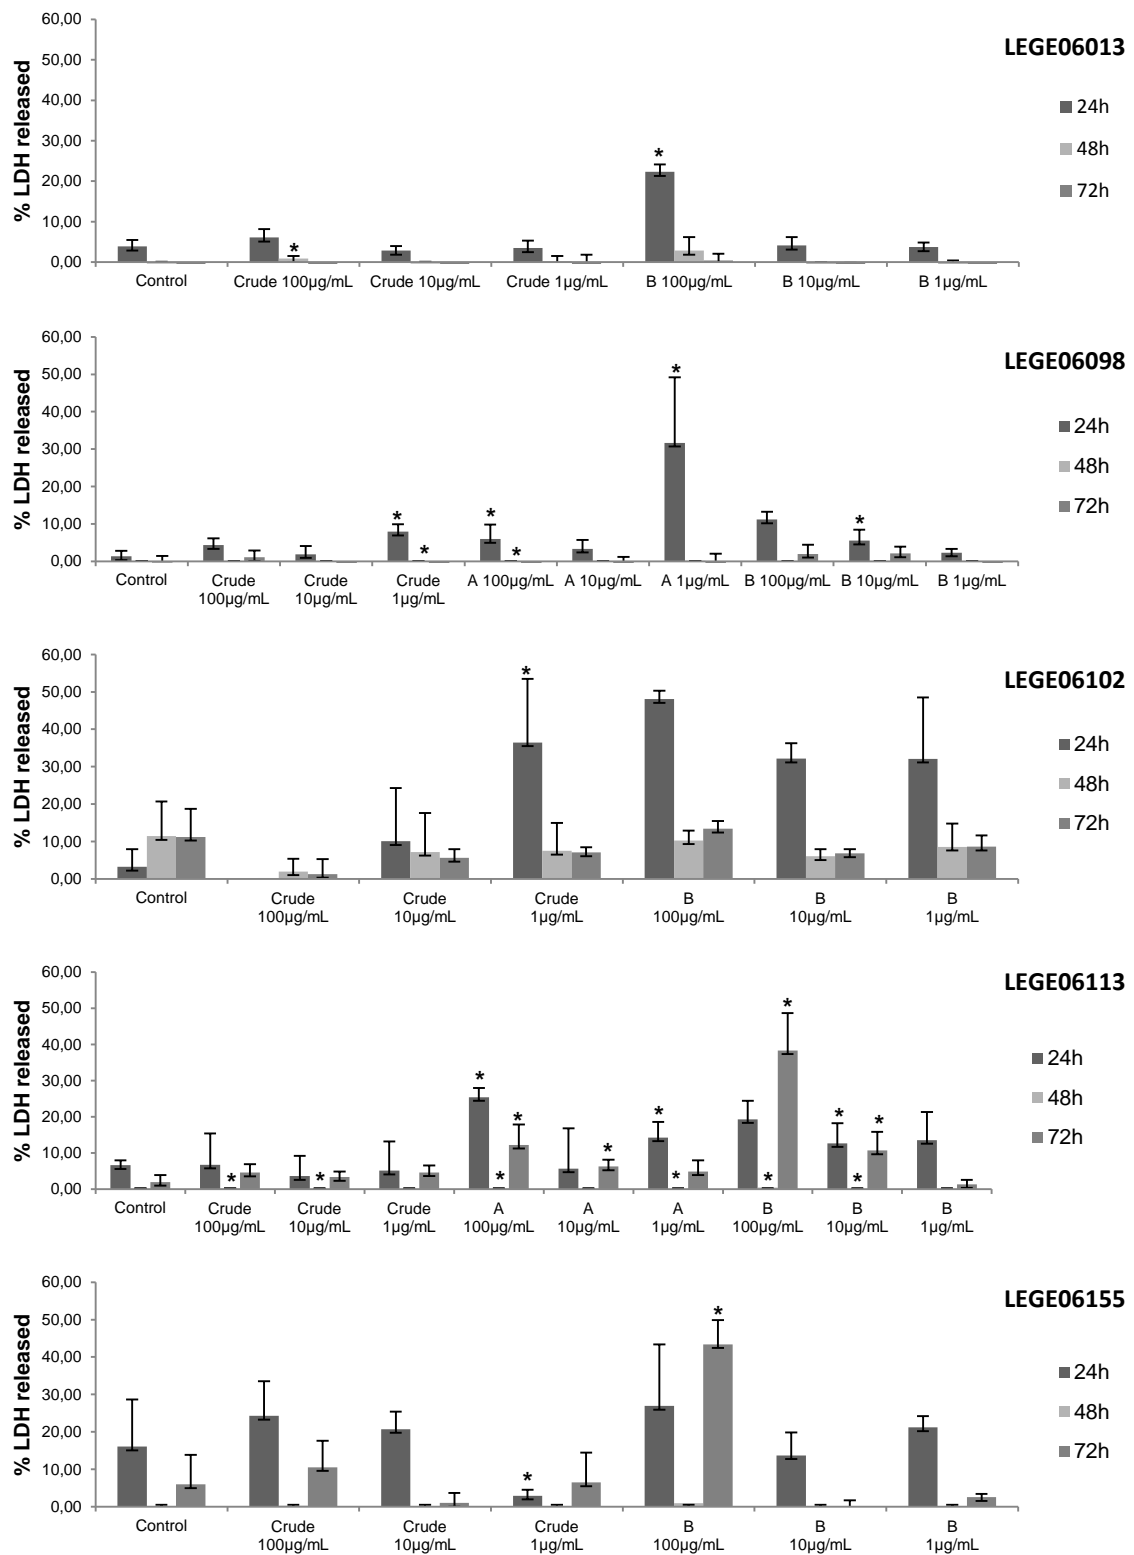 LEGE06013
% LDH released
60,00
50,00
40,00
30,00
20,00
10,00
0,00
*
*
24h
48h
72h
Control
Crude 100µg/mL
Crude 10µg/mL
Crude 1µg/mL
B 100µg/mL
B 10µg/mL
B 1µg/mL
LEGE06098
% LDH released
60,00
50,00
40,00
30,00
20,00
10,00
0,00
*
*
*
*
*
*
24h
48h
72h
Control
Crude
100µg/mL
Crude
10µg/mL
Crude
1µg/mL
A 100µg/mL
A 10µg/mL
A 1µg/mL
B 100µg/mL
B 10µg/mL
B 1µg/mL
LEGE06102
% LDH released
60,00
50,00
40,00
30,00
20,00
10,00
0,00
*
24h
48h
72h
Control
Crude
100µg/mL
Crude
10µg/mL
Crude
1µg/mL
B
100µg/mL
B
10µg/mL
B
1µg/mL
LEGE06113
% LDH released
60,00
50,00
40,00
30,00
20,00
10,00
0,00
*
*
*
*
*
*
*
*
*
*
*
*
*
24h
48h
72h
Control
Crude
100µg/mL
Crude
10µg/mL
Crude
1µg/mL
A
100µg/mL
A
10µg/mL
A
1µg/mL
B
100µg/mL
B
10µg/mL
B
1µg/mL
LEGE06155
% LDH released
60,00
50,00
40,00
30,00
20,00
10,00
0,00
*
*
24h
48h
72h
Control
Crude
100µg/mL
Crude
10µg/mL
Crude
1µg/mL
B
100µg/mL
B
10µg/mL
B
1µg/mL